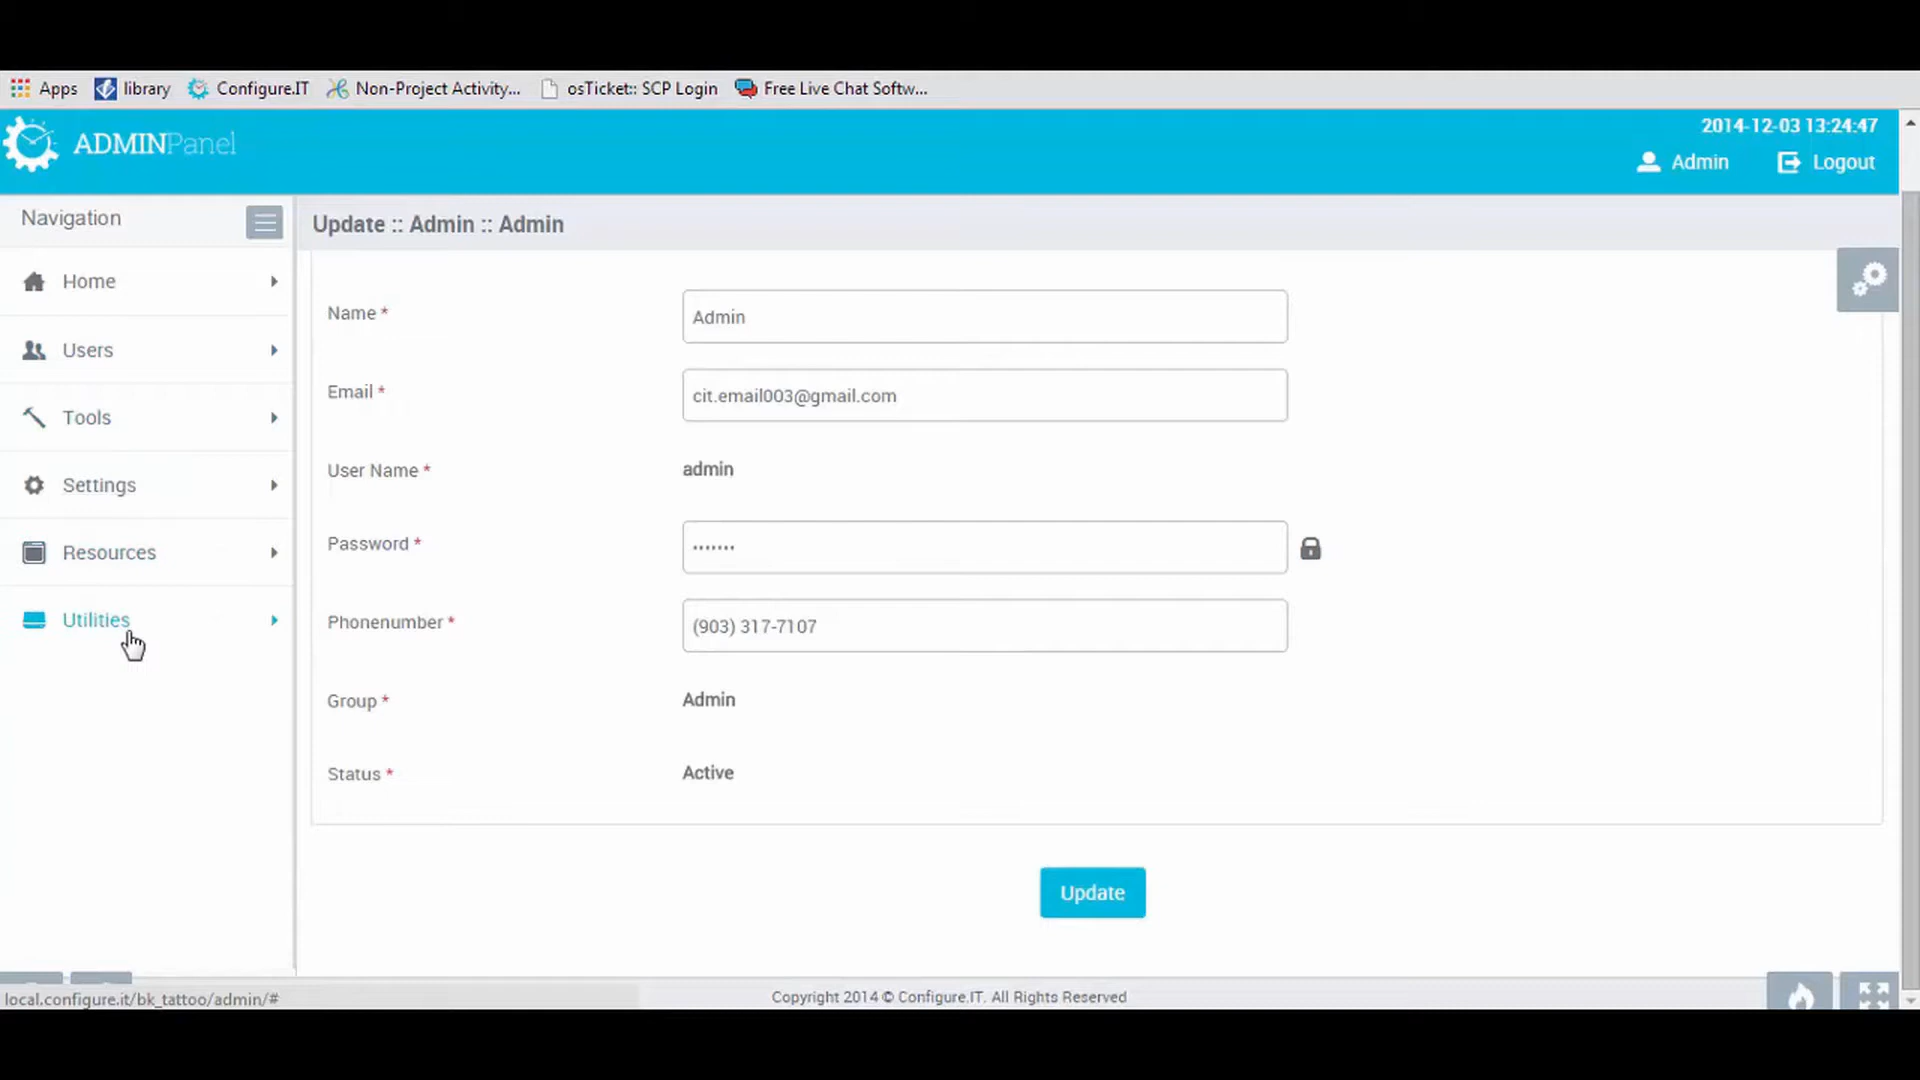 Apps library Configure.IT Non-Project Activity... osTicket:: SCP Login Free Live Chat Softw...
ADMINPanel
2014-12-03 13:24:47
Admin Logout
Navigation
Update :: Admin :: Admin
Home
Users
Tools
Settings
Resources
Utilities
Name * Admin
Email * cit.email003@gmail.com
User Name * admin
Password * •••••••
Phonenumber * (903) 317-7107
Group * Admin
Status * Active
Update
local.configure.it/bk_tattoo/admin/#
Copyright 2014 © Configure.IT. All Rights Reserved